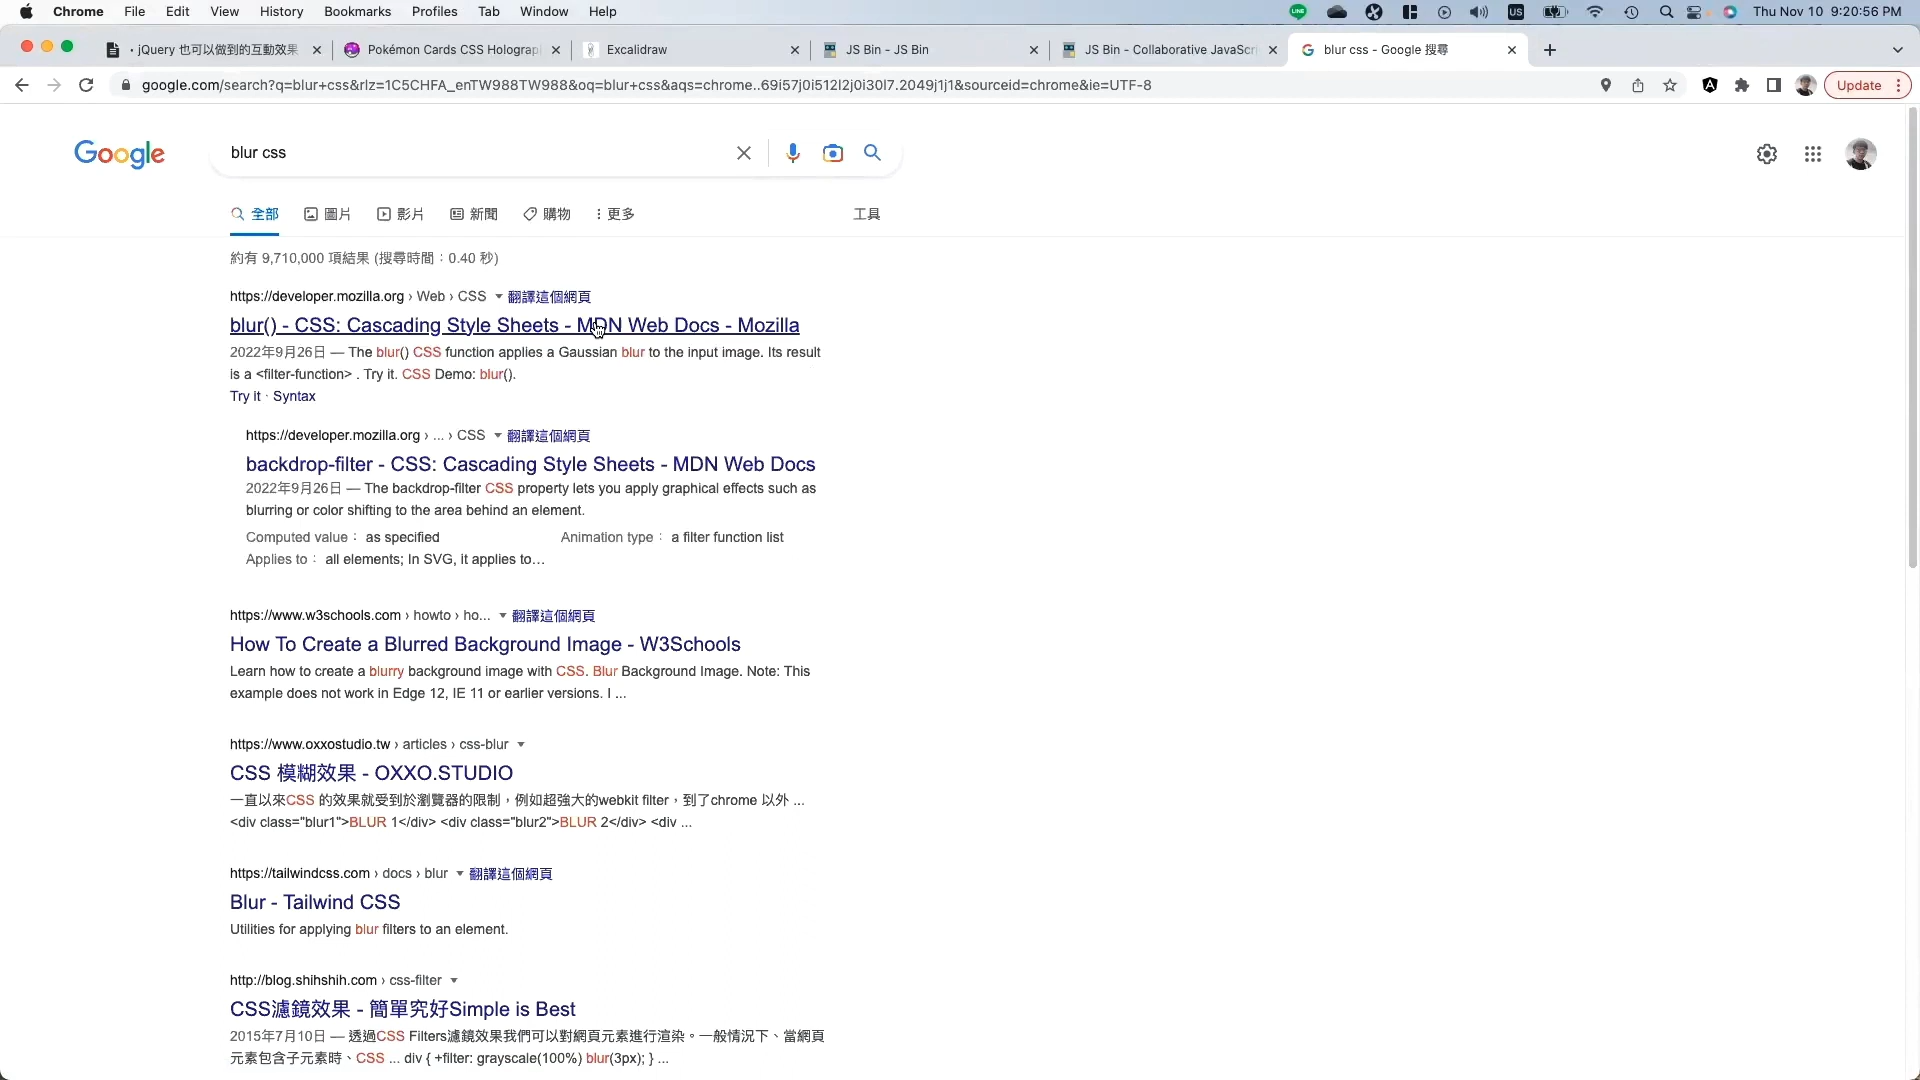 Chrome File Edit View History Bookmarks Profiles Tab Window Help
LINE US Thu Nov 10 9:20:56 PM
・jQuery 也可以做到的互動效果 Pokémon Cards CSS Holograp Excalidraw JS Bin - JS Bin JS Bin - Collaborative JavaScri blur css - Google 搜尋
google.com/search?q=blur+css&rlz=1C5CHFA_enTW988TW988&oq=blur+css&aqs=chrome..69i57j0i512l2j0i30l7.2049j1j1&sourceid=chrome&ie=UTF-8
Update
Google
blur css
全部 圖片 影片 新聞 購物 更多 工具
約有 9,710,000 項結果 (搜尋時間：0.40 秒)
https://developer.mozilla.org › Web › CSS 翻譯這個網頁
blur() - CSS: Cascading Style Sheets - MDN Web Docs - Mozilla
2022年9月26日 — The blur() CSS function applies a Gaussian blur to the input image. Its result
is a <filter-function> . Try it. CSS Demo: blur().
Try it · Syntax
https://developer.mozilla.org › ... › CSS 翻譯這個網頁
backdrop-filter - CSS: Cascading Style Sheets - MDN Web Docs
2022年9月26日 — The backdrop-filter CSS property lets you apply graphical effects such as
blurring or color shifting to the area behind an element.
Computed value： as specified Animation type： a filter function list
Applies to： all elements; In SVG, it applies to…
https://www.w3schools.com › howto › ho... 翻譯這個網頁
How To Create a Blurred Background Image - W3Schools
Learn how to create a blurry background image with CSS. Blur Background Image. Note: This
example does not work in Edge 12, IE 11 or earlier versions. I ...
https://www.oxxostudio.tw › articles › css-blur
CSS 模糊效果 - OXXO.STUDIO
一直以來CSS 的效果就受到於瀏覽器的限制，例如超強大的webkit filter，到了chrome 以外 ...
<div class="blur1">BLUR 1</div> <div class="blur2">BLUR 2</div> <div ...
https://tailwindcss.com › docs › blur 翻譯這個網頁
Blur - Tailwind CSS
Utilities for applying blur filters to an element.
http://blog.shihshih.com › css-filter
CSS濾鏡效果 - 簡單究好Simple is Best
2015年7月10日 — 透過CSS Filters濾鏡效果我們可以對網頁元素進行渲染。一般情況下、當網頁
元素包含子元素時、CSS ... div { +filter: grayscale(100%) blur(3px); } ...